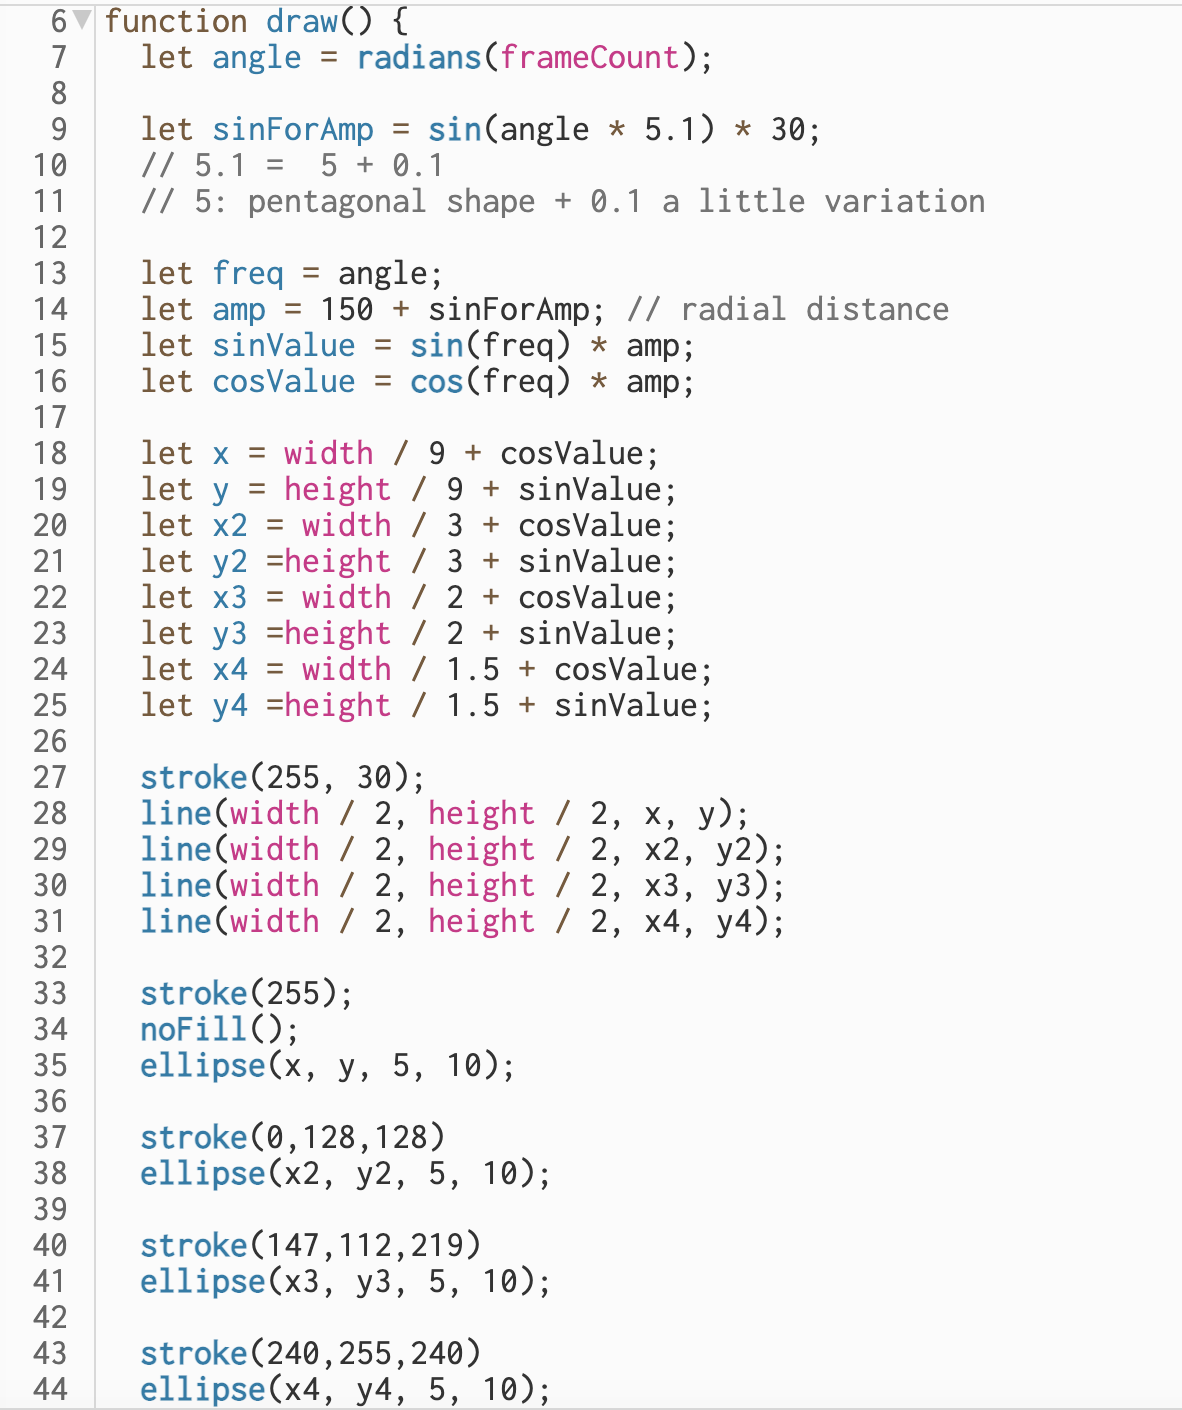 6 function draw() {
7 let angle = radians(frameCount);
8
9 let sinForAmp = sin(angle * 5.1) * 30;
10 // 5.1 =  5 + 0.1
11 // 5: pentagonal shape + 0.1 a little variation
12
13 let freq = angle;
14 let amp = 150 + sinForAmp; // radial distance
15 let sinValue = sin(freq) * amp;
16 let cosValue = cos(freq) * amp;
17
18 let x = width / 9 + cosValue;
19 let y = height / 9 + sinValue;
20 let x2 = width / 3 + cosValue;
21 let y2 =height / 3 + sinValue;
22 let x3 = width / 2 + cosValue;
23 let y3 =height / 2 + sinValue;
24 let x4 = width / 1.5 + cosValue;
25 let y4 =height / 1.5 + sinValue;
26
27 stroke(255, 30);
28 line(width / 2, height / 2, x, y);
29 line(width / 2, height / 2, x2, y2);
30 line(width / 2, height / 2, x3, y3);
31 line(width / 2, height / 2, x4, y4);
32
33 stroke(255);
34 noFill();
35 ellipse(x, y, 5, 10);
36
37 stroke(0,128,128)
38 ellipse(x2, y2, 5, 10);
39
40 stroke(147,112,219)
41 ellipse(x3, y3, 5, 10);
42
43 stroke(240,255,240)
44 ellipse(x4, y4, 5, 10);